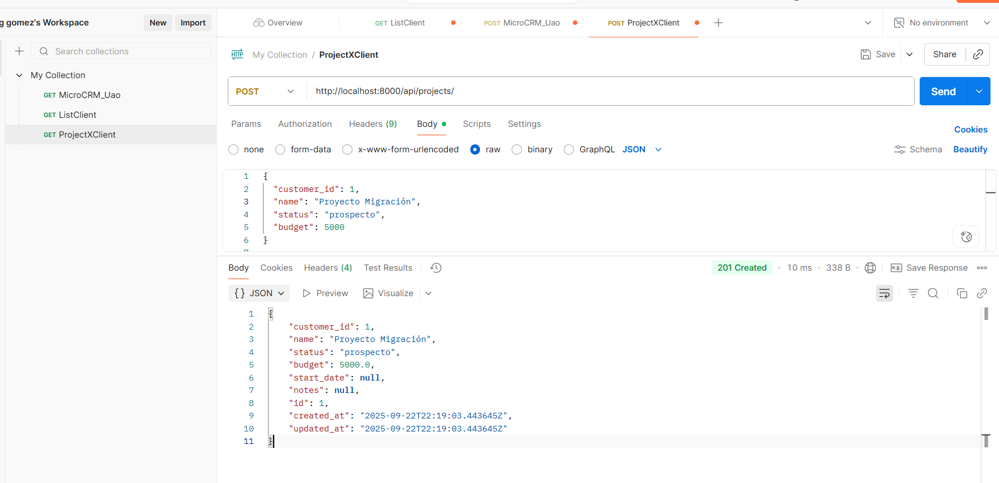 g gomez's Workspace
New
Import
Overview
GET ListClient
POST MicroCRM_Uao
POST ProjectXClient
No environment
Search collections
HTTP
My Collection / ProjectXClient
Save
Share
My Collection
GET MicroCRM_Uao
GET ListClient
GET ProjectXClient
POST
http://localhost:8000/api/projects/
Send
Params
Authorization
Headers (9)
Body
Scripts
Settings
Cookies
none
form-data
x-www-form-urlencoded
raw
binary
GraphQL
JSON
Schema
Beautify
1 {
2 "customer_id": 1,
3 "name": "Proyecto Migración",
4 "status": "prospecto",
5 "budget": 5000
6 }
7
Body
Cookies
Headers (4)
Test Results
201 Created
10 ms
338 B
e.g. Save Response
{} JSON
Preview
Visualize
1 {
2 "customer_id": 1,
3 "name": "Proyecto Migración",
4 "status": "prospecto",
5 "budget": 5000.0,
6 "start_date": null,
7 "notes": null,
8 "id": 1,
9 "created_at": "2025-09-22T22:19:03.443645Z",
10 "updated_at": "2025-09-22T22:19:03.443645Z"
11 }